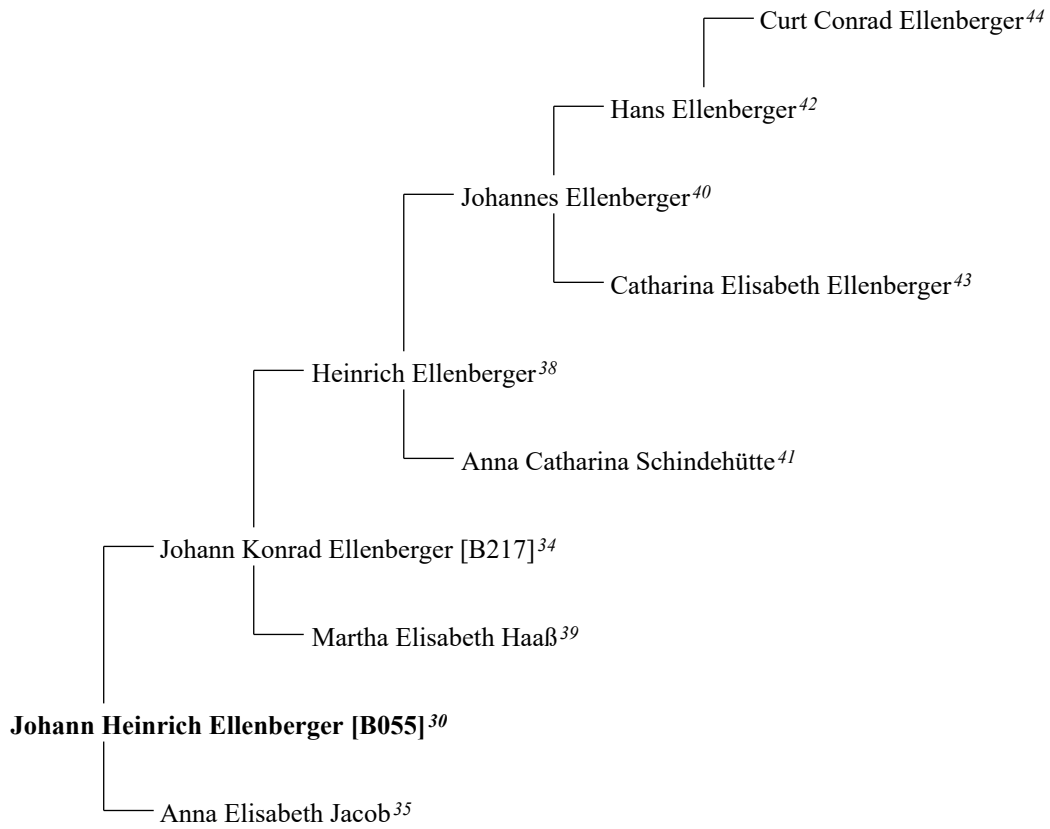 Curt Conrad Ellenberger44
Hans Ellenberger42
Johannes Ellenberger40
Catharina Elisabeth Ellenberger43
Heinrich Ellenberger38
Anna Catharina Schindehütte41
Johann Konrad Ellenberger [B217]34
Martha Elisabeth Haaß39
Johann Heinrich Ellenberger [B055]30
Anna Elisabeth Jacob35